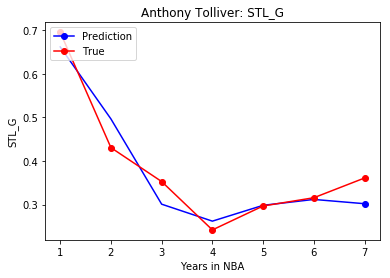 Anthony Tolliver: STL_G
Prediction
True
0.7
0.6
0.5
0.4
0.3
STL_G
1 2 3 4 5 6 7
Years in NBA